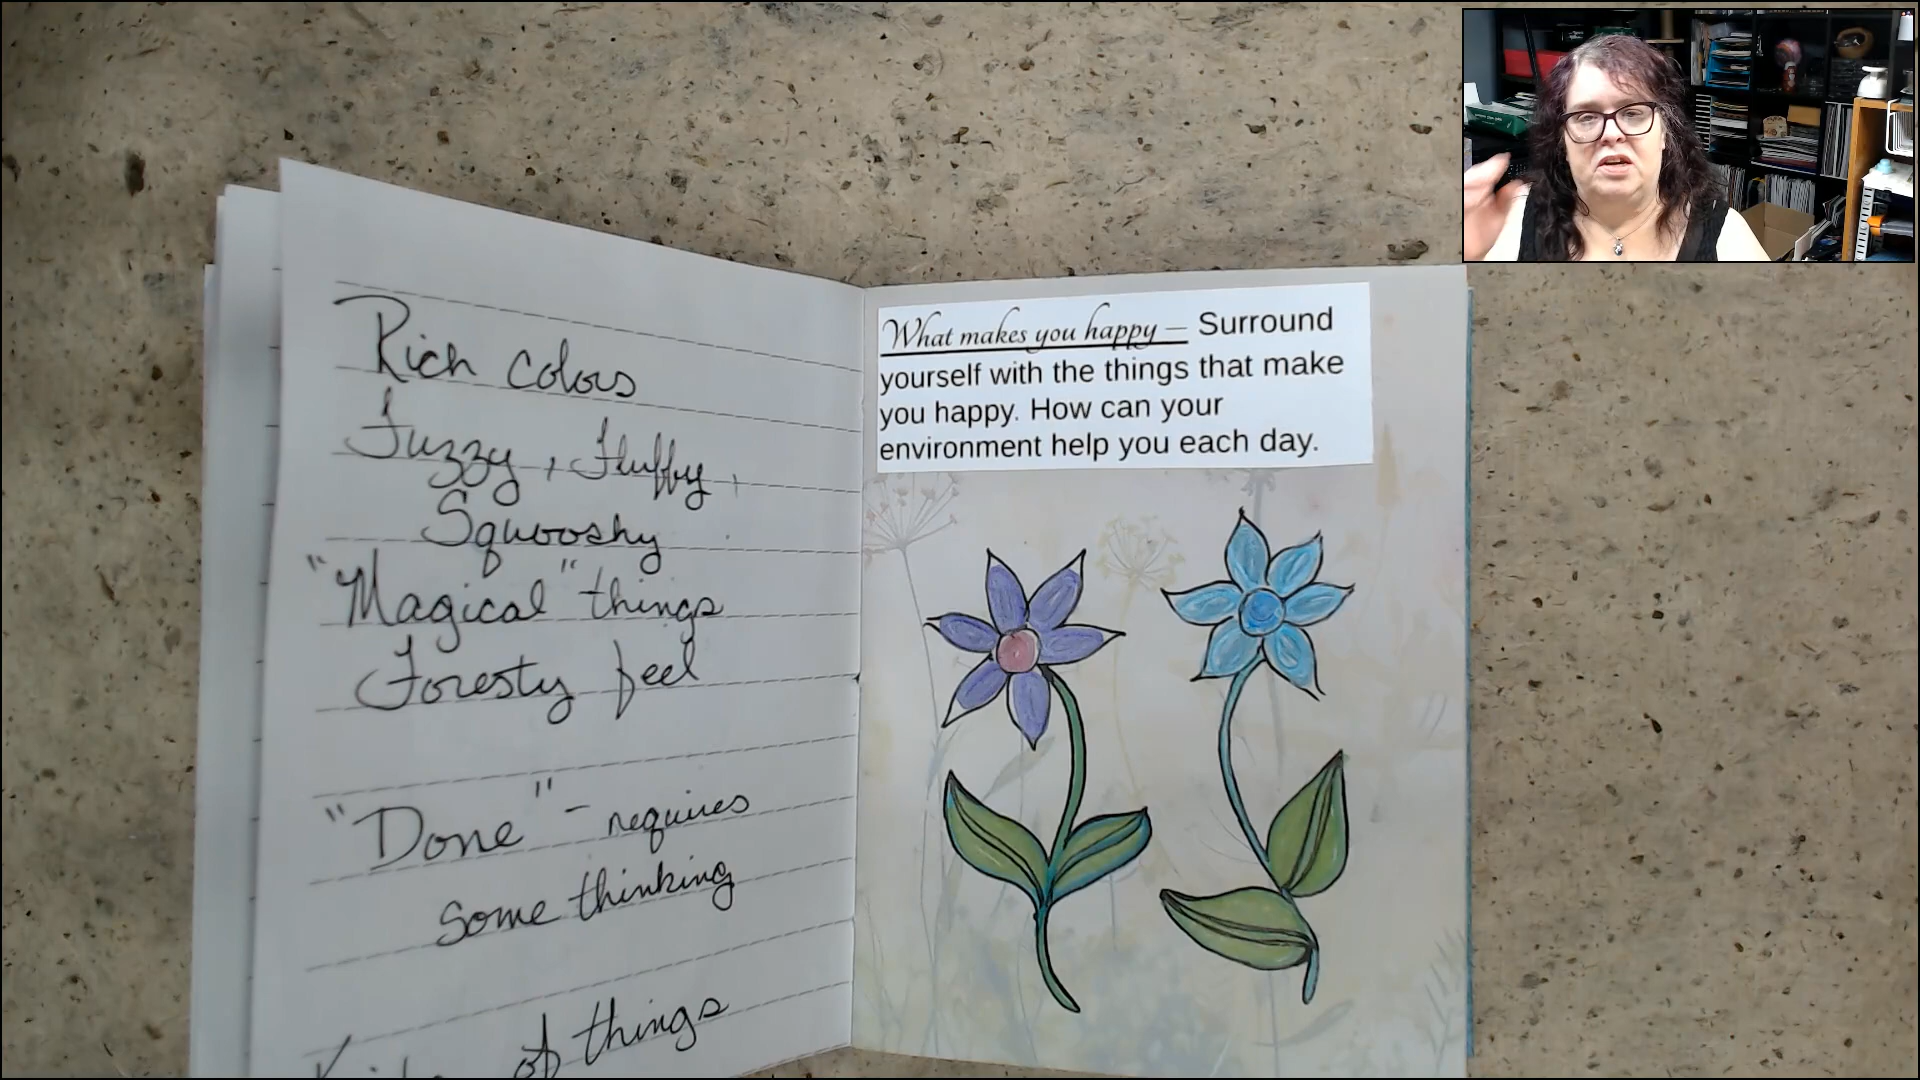 Rich colors
Fuzzy, Fluffy,
Squooshy
"Magical" things
Foresty feel
"Done" - requires
some thinking
of things
What makes you happy — Surround
yourself with the things that make
you happy. How can your
environment help you each day.